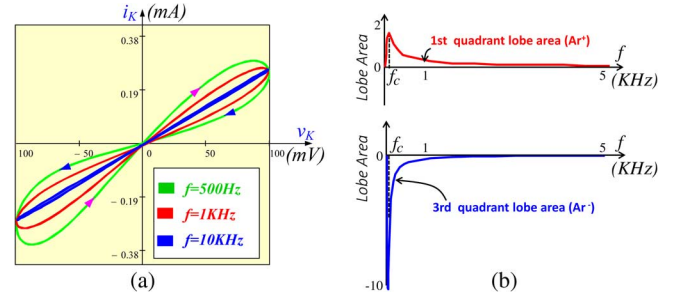 i_K (mA)
0.38
0.19
v_K
100
- 50
0
50
100
(mV)
- 0.19
- 0.38
f=500Hz
f=1KHz
f=10KHz
(a)
Lobe Area
2
1st quadrant lobe area (Ar⁺)
f
0
f_c
1
5
(KHz)
Lobe Area
f_c
1
5
f
(KHz)
0
3rd quadrant lobe area (Ar⁻)
-10
(b)